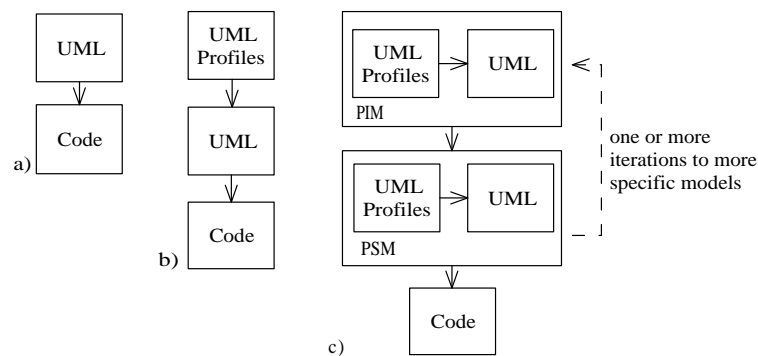 UML
Code
a)
UML
Profiles
UML
Code
b)
UML
Profiles
UML
PIM
UML
Profiles
UML
PSM
Code
c)
one or more
iterations to more
specific models